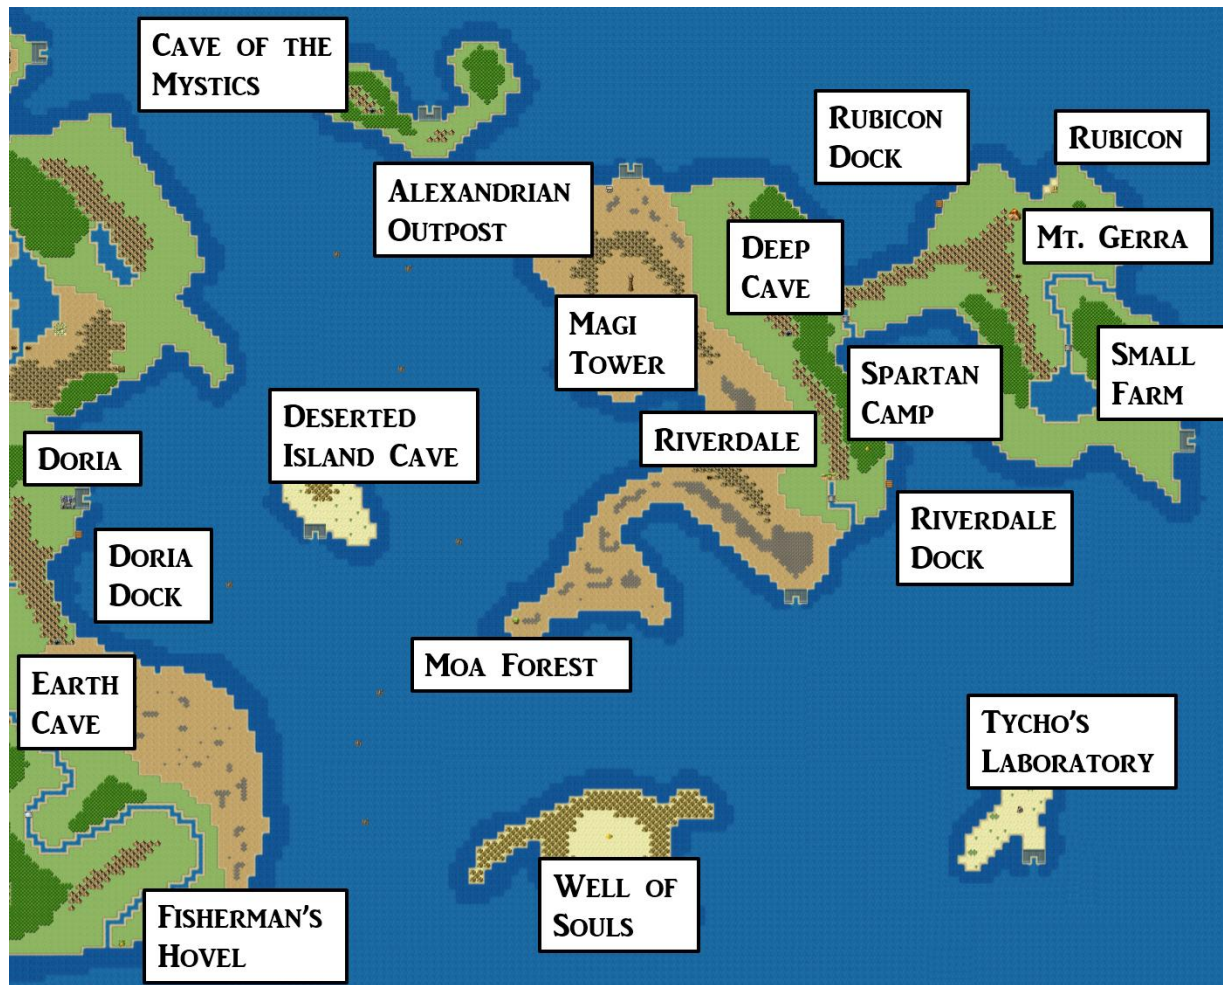 Cave of the
Mystics
Rubicon
Dock
Rubicon
Alexandrian
Outpost
Deep
Cave
Mt. Gerra
Magi
Tower
Spartan
Camp
Small
Farm
Deserted
Island Cave
Riverdale
Doria
Riverdale
Dock
Doria
Dock
Moa Forest
Earth
Cave
Tycho's
Laboratory
Well of
Souls
Fisherman's
Hovel